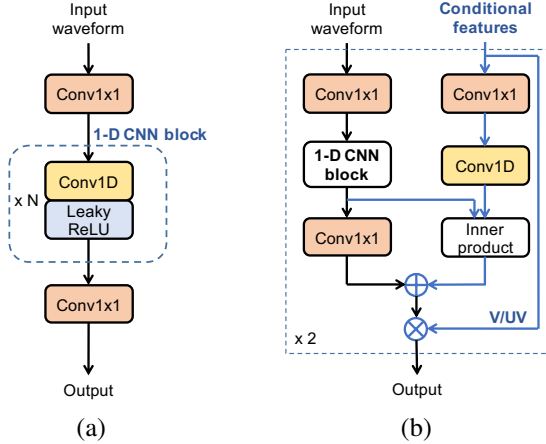 Input
waveform
Conv1x1
1-D CNN block
x N
Conv1D
Leaky
ReLU
Conv1x1
Output
(a)
Input
waveform
Conditional
features
Conv1x1
Conv1x1
1-D CNN
block
Conv1D
Conv1x1
Inner
product
V/UV
x 2
Output
(b)